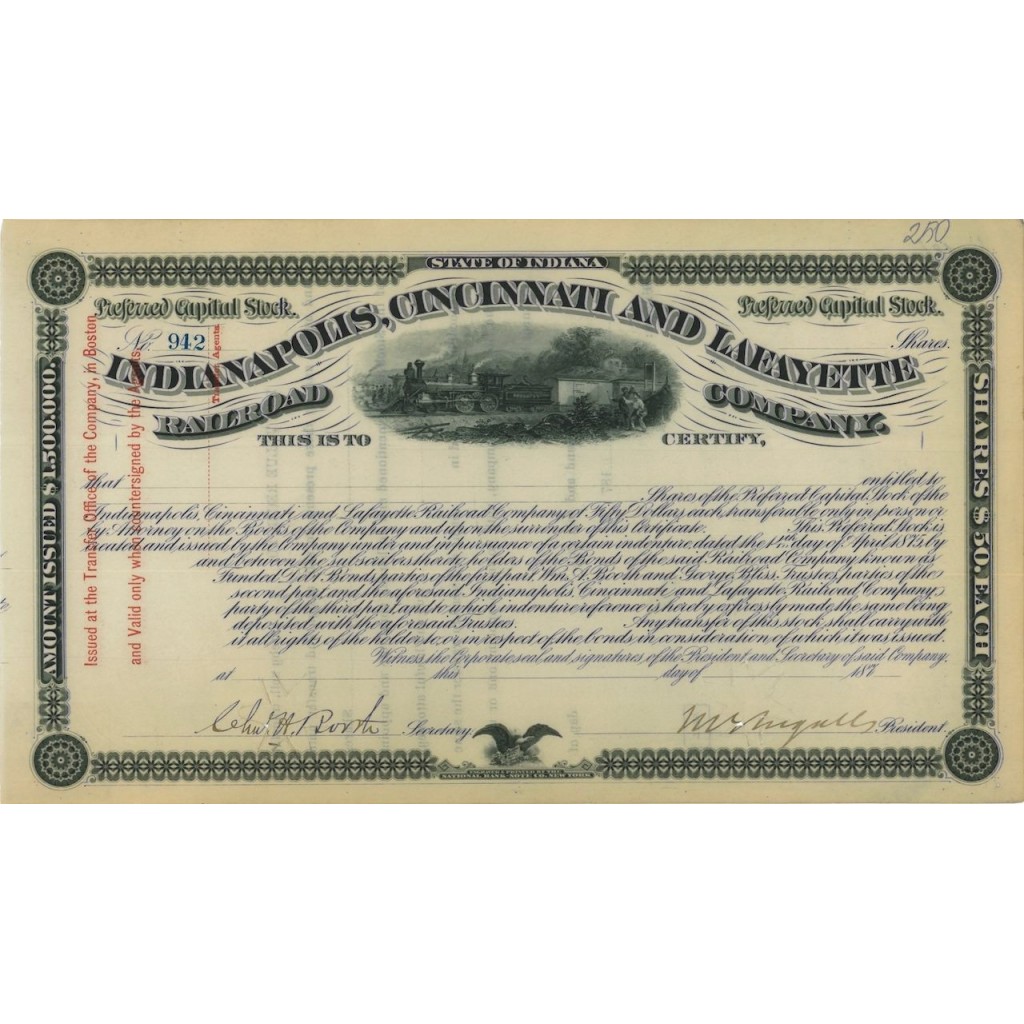 250
STATE OF INDIANA
Preferred Capital Stock. Preferred Capital Stock.
No. 942 Shares.
INDIANAPOLIS, CINCINNATI AND LAFAYETTE
RAILROAD COMPANY.
THIS IS TO CERTIFY,
that entitled to
Shares of the Preferred Capital Stock of the
Indianapolis, Cincinnati and Lafayette Railroad Company of Fifty Dollars each, transferable only in person or
by Attorney on the Books of the Company and upon the surrender of this Certificate. This Preferred Stock is
created and issued by the Company under and in pursuance of a certain indenture, dated the 1st day of April 1875, by
and between the subscribers thereto holders of the Bonds of the said Railroad Company known as
Funded Debt Bonds, parties of the first part, Wm. A. Booth and George Bliss, Trustees, parties of the
second part, and the aforesaid Indianapolis, Cincinnati and Lafayette Railroad Company,
party of the third part, and to which indenture reference is hereby expressly made, the same being
deposited with the aforesaid Trustees. Any transfer of this stock shall carry with
it all rights of the holder to, or in respect of the bonds in consideration of which it was issued.
Witness the Corporate seal and signatures of the President and Secretary of said Company,
at this day of 187
Secretary. President.
NATIONAL BANK NOTE CO. NEW YORK
AMOUNT ISSUED $1,500,000.
SHARES $50. EACH
Issued at the Transfer Office of the Company, in Boston,
and Valid only when countersigned by the Agents.
Transfer Agents.